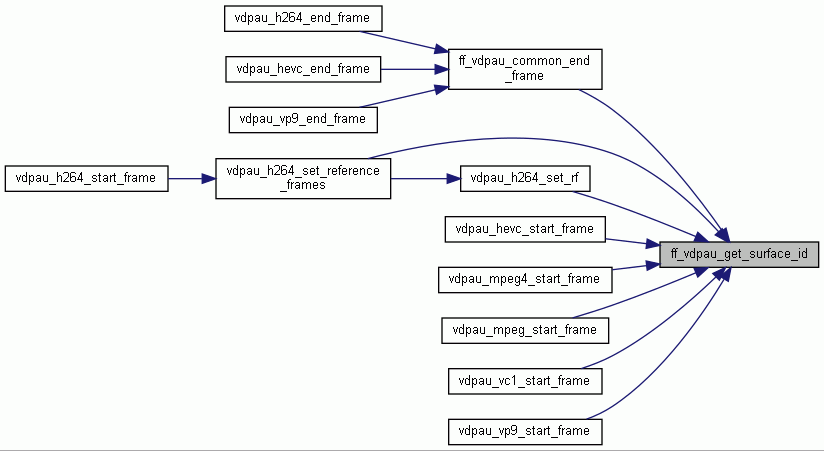 vdpau_h264_end_frame
vdpau_hevc_end_frame
ff_vdpau_common_end
_frame
vdpau_vp9_end_frame
vdpau_h264_start_frame
vdpau_h264_set_reference
_frames
vdpau_h264_set_rf
vdpau_hevc_start_frame
ff_vdpau_get_surface_id
vdpau_mpeg4_start_frame
vdpau_mpeg_start_frame
vdpau_vc1_start_frame
vdpau_vp9_start_frame